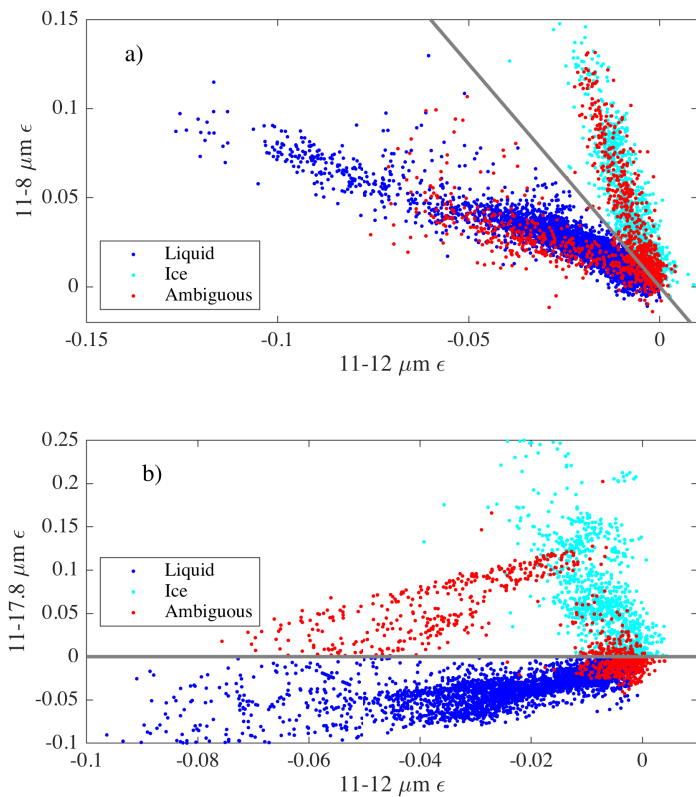 a)
0.15
0.1
0.05
0
11-8 μm ϵ
Liquid
Ice
Ambiguous
-0.15 -0.1 -0.05 0
11-12 μm ϵ
b)
0.25
0.2
0.15
0.1
0.05
0
-0.05
-0.1
11-17.8 μm ϵ
Liquid
Ice
Ambiguous
-0.1 -0.08 -0.06 -0.04 -0.02 0
11-12 μm ϵ